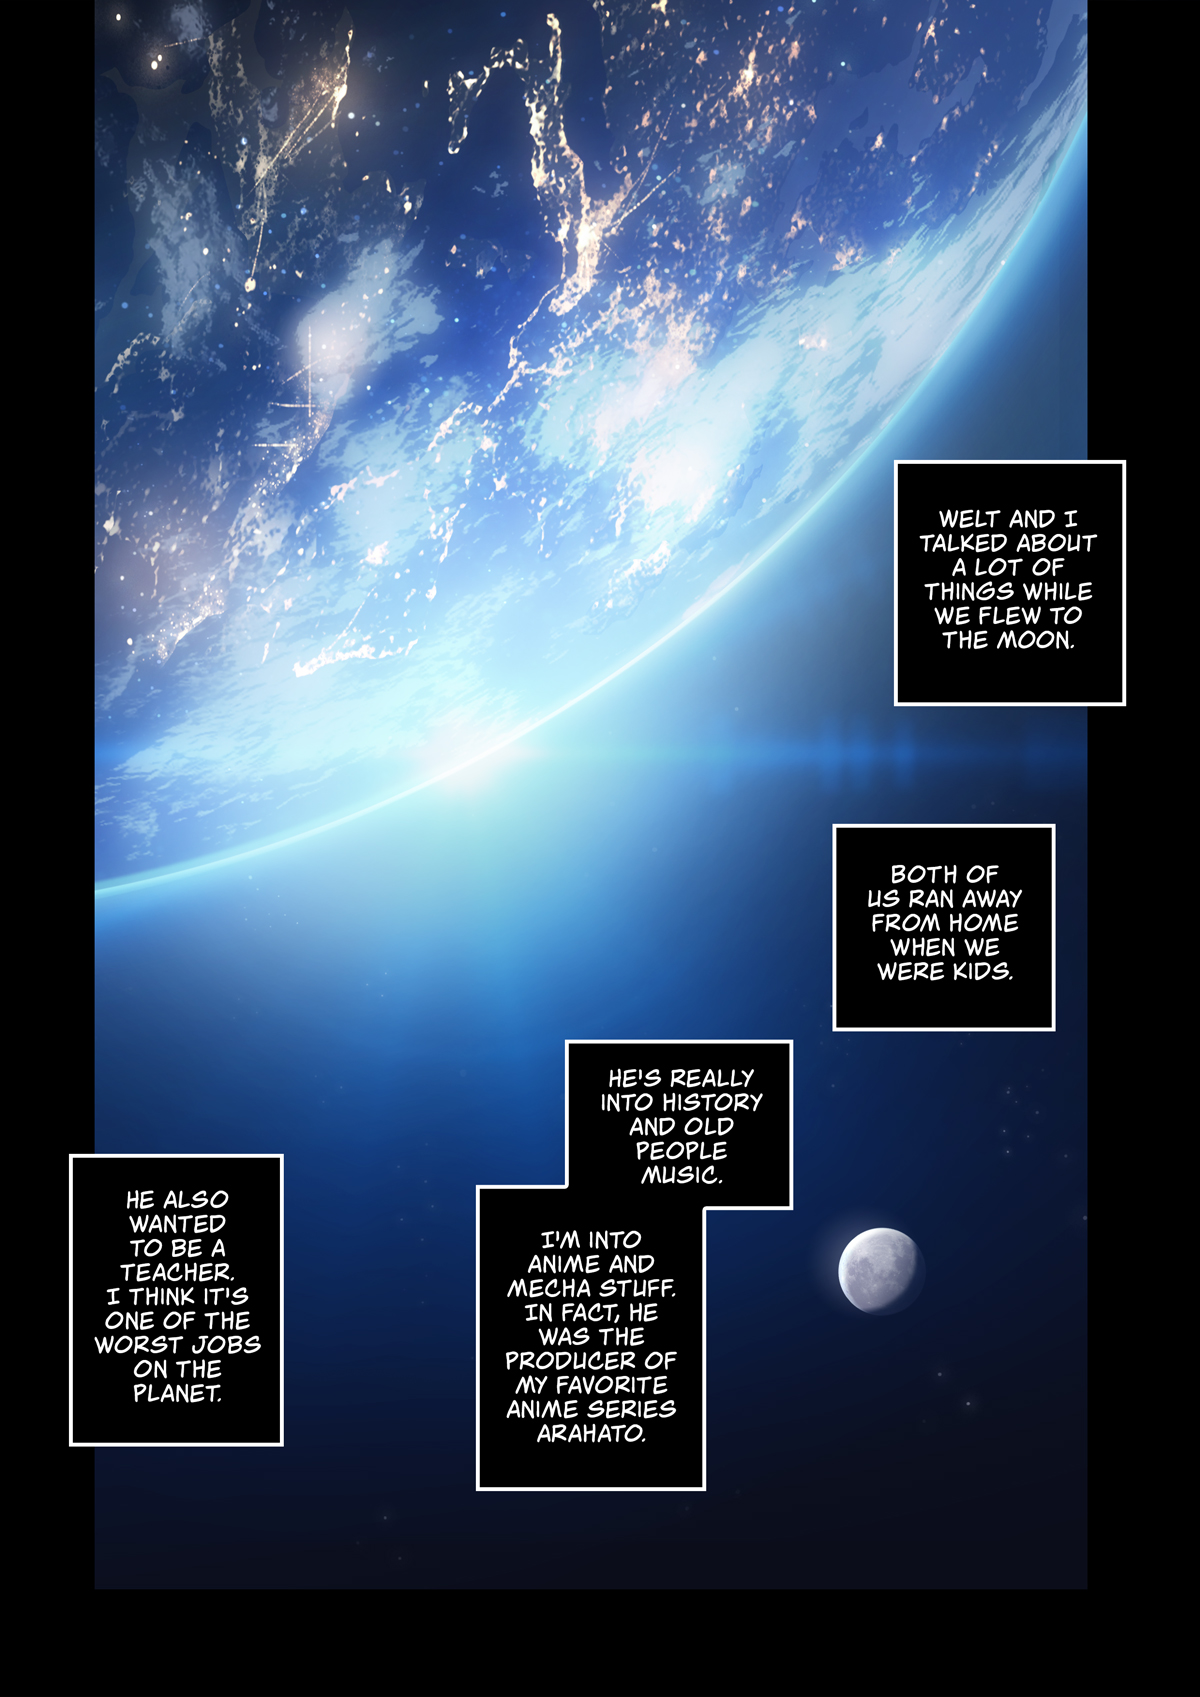 WELT AND I
TALKED ABOUT
A LOT OF
THINGS WHILE
WE FLEW TO
THE MOON.
BOTH OF
US RAN AWAY
FROM HOME
WHEN WE
WERE KIDS.
HE'S REALLY
INTO HISTORY
AND OLD
PEOPLE
MUSIC.
I'M INTO
ANIME AND
MECHA STUFF.
IN FACT, HE
WAS THE
PRODUCER OF
MY FAVORITE
ANIME SERIES
ARAHATO.
HE ALSO
WANTED
TO BE A
TEACHER.
I THINK IT'S
ONE OF THE
WORST JOBS
ON THE
PLANET.